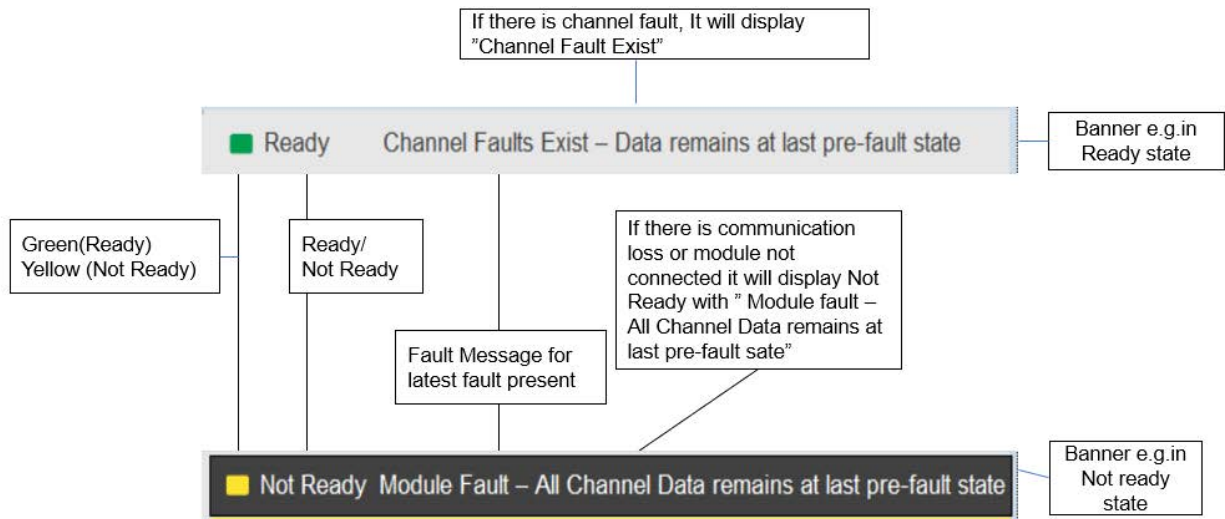 If there is channel fault, It will display
”Channel Fault Exist”
Ready
Channel Faults Exist – Data remains at last pre-fault state
Banner e.g.in
Ready state
Green(Ready)
Yellow (Not Ready)
Ready/
Not Ready
If there is communication
loss or module not
connected it will display Not
Ready with ” Module fault –
All Channel Data remains at
last pre-fault sate”
Fault Message for
latest fault present
Not Ready Module Fault – All Channel Data remains at last pre-fault state
Banner e.g.in
Not ready
state